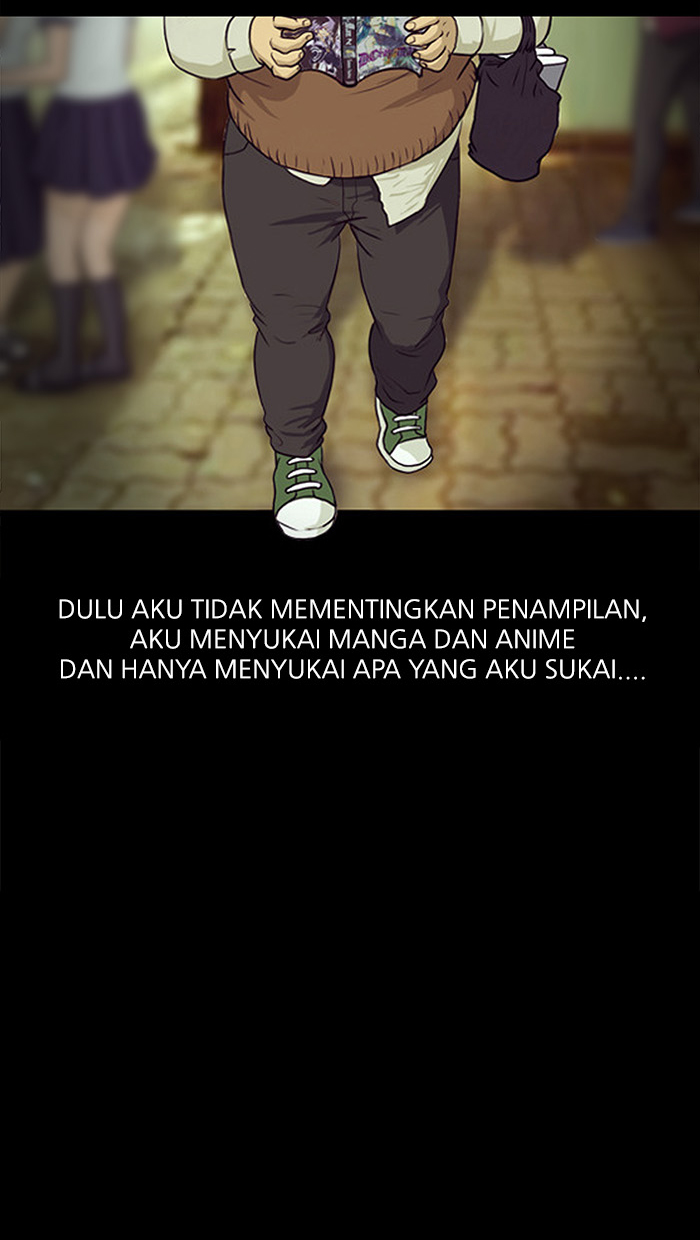 DULU AKU TIDAK MEMENTINGKAN PENAMPILAN,
AKU MENYUKAI MANGA DAN ANIME
DAN HANYA MENYUKAI APA YANG AKU SUKAI....